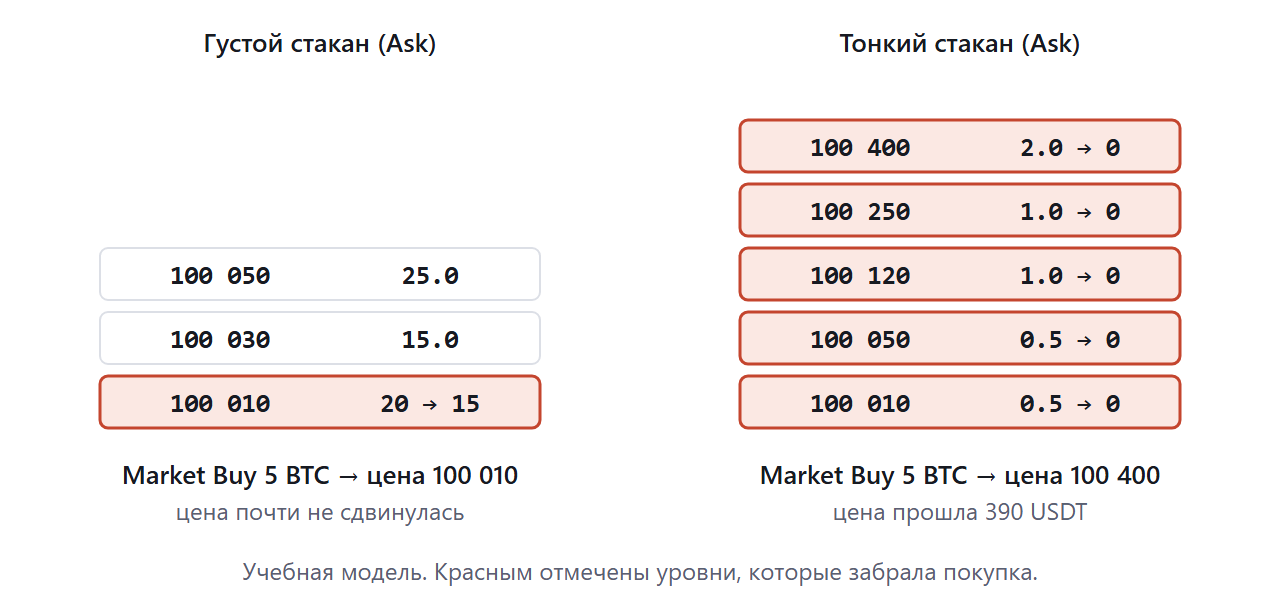 Густой стакан (Ask)
100 050 25.0
100 030 15.0
100 010 20 → 15
Market Buy 5 BTC → цена 100 010
цена почти не сдвинулась
Тонкий стакан (Ask)
100 400 2.0 → 0
100 250 1.0 → 0
100 120 1.0 → 0
100 050 0.5 → 0
100 010 0.5 → 0
Market Buy 5 BTC → цена 100 400
цена прошла 390 USDT
Учебная модель. Красным отмечены уровни, которые забрала покупка.